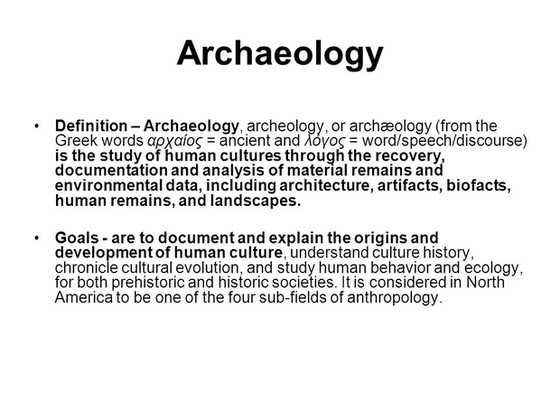 Archaeology
• Definition – Archaeology, archeology, or archæology (from the
Greek words αρχαίος = ancient and λόγος = word/speech/discourse)
is the study of human cultures through the recovery,
documentation and analysis of material remains and
environmental data, including architecture, artifacts, biofacts,
human remains, and landscapes.
• Goals - are to document and explain the origins and
development of human culture, understand culture history,
chronicle cultural evolution, and study human behavior and ecology,
for both prehistoric and historic societies. It is considered in North
America to be one of the four sub-fields of anthropology.